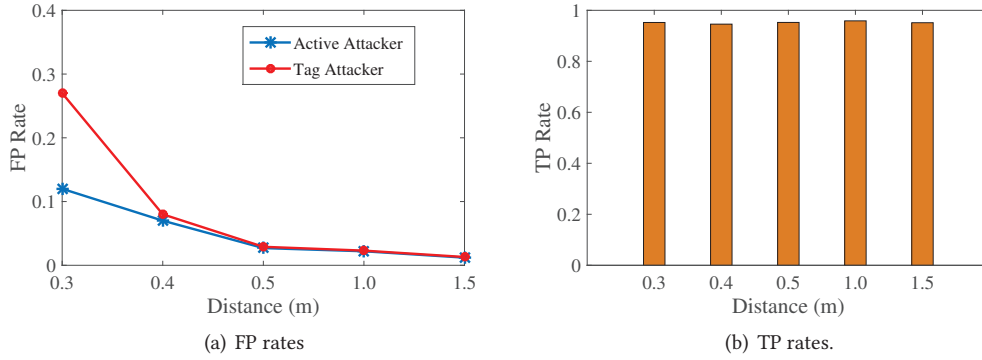 0.4
0.3
0.2
0.1
0
FP Rate
Active Attacker
Tag Attacker
0.3 0.4 0.5 1.0 1.5
Distance (m)
(a) FP rates
1
0.8
0.6
0.4
0.2
0
TP Rate
0.3 0.4 0.5 1.0 1.5
Distance (m)
(b) TP rates.